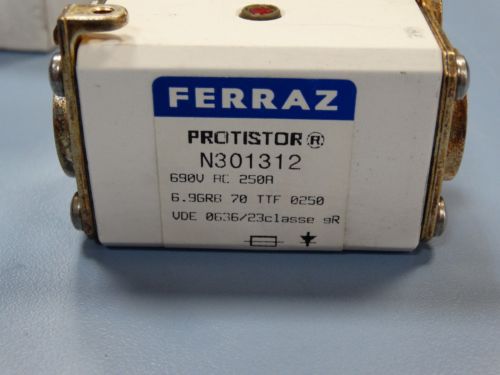 FERRAZ
PROTISTOR®
N301312
690V AC 250A
6.9GRB 70 TTF 0250
VDE 0636/23classe gR